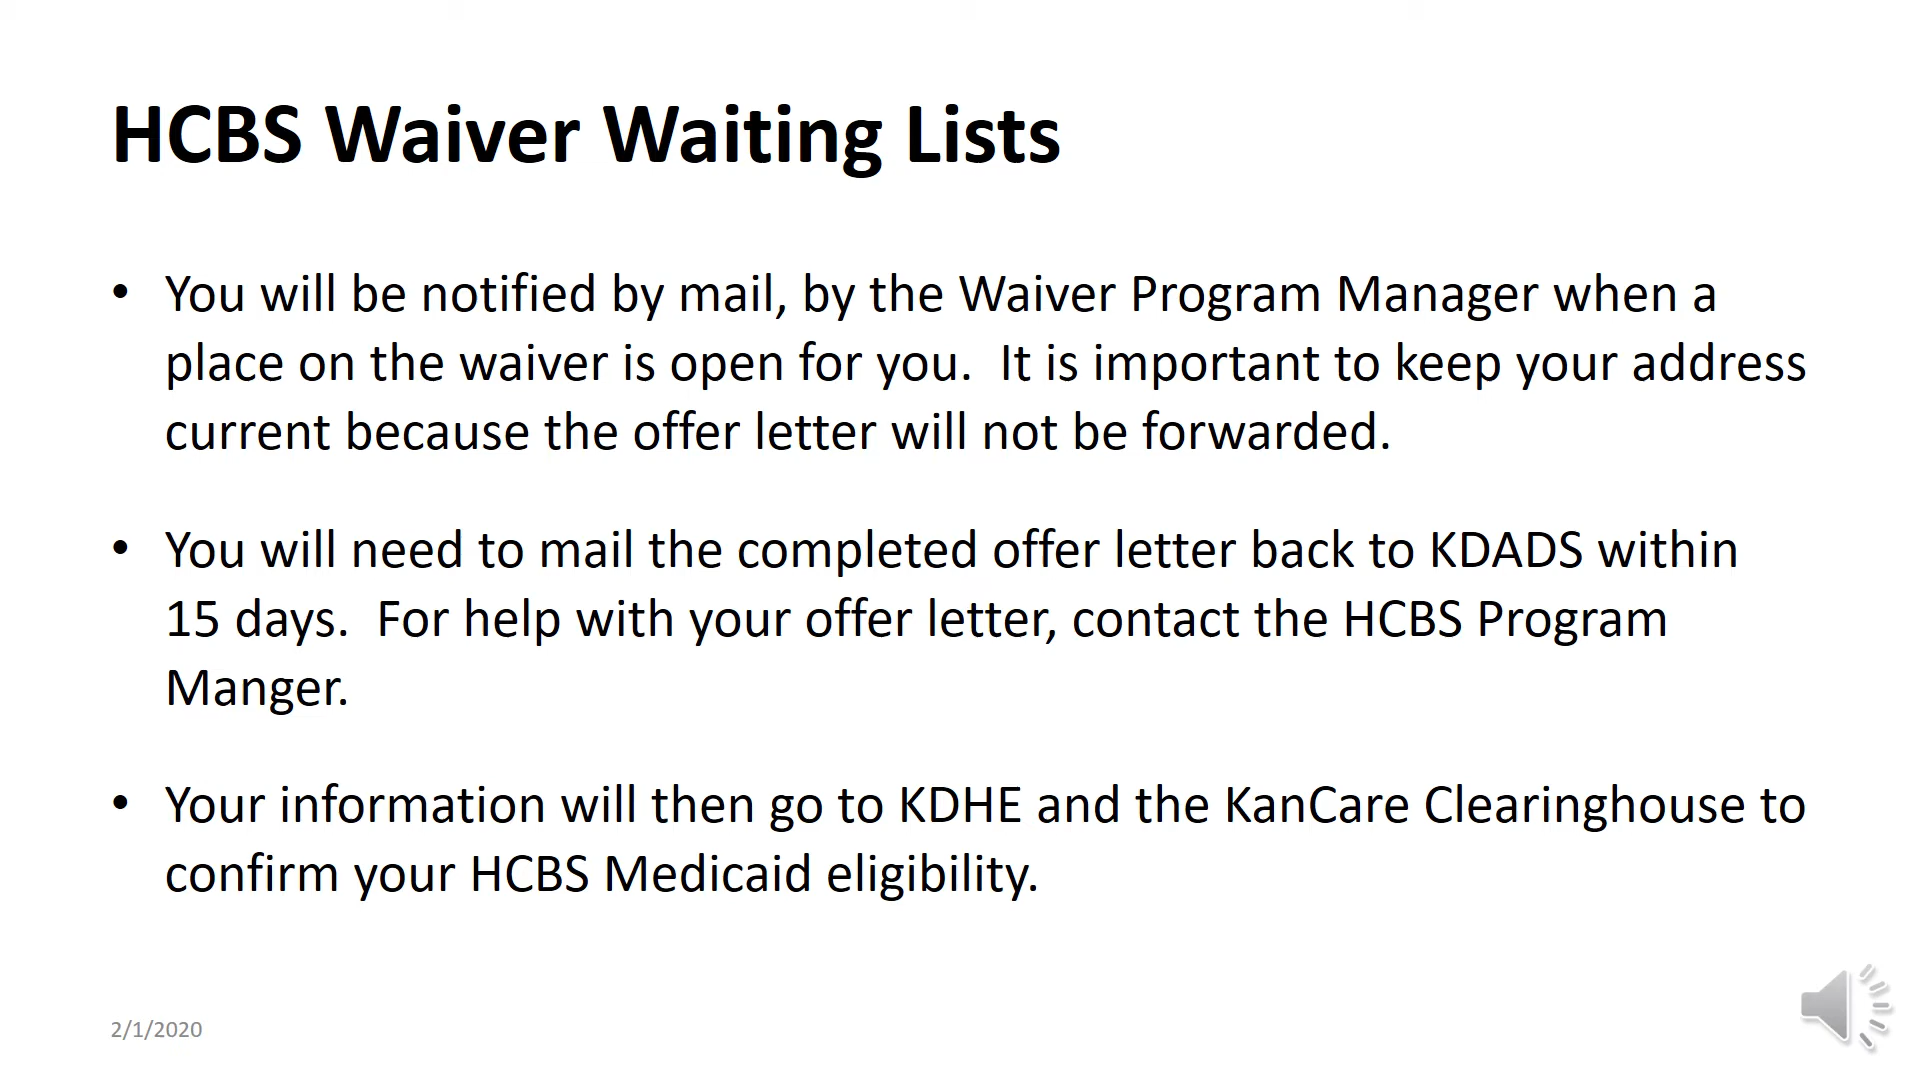 HCBS Waiver Waiting Lists
• You will be notified by mail, by the Waiver Program Manager when a
place on the waiver is open for you.  It is important to keep your address
current because the offer letter will not be forwarded.
• You will need to mail the completed offer letter back to KDADS within
15 days.  For help with your offer letter, contact the HCBS Program
Manger.
• Your information will then go to KDHE and the KanCare Clearinghouse to
confirm your HCBS Medicaid eligibility.
2/1/2020